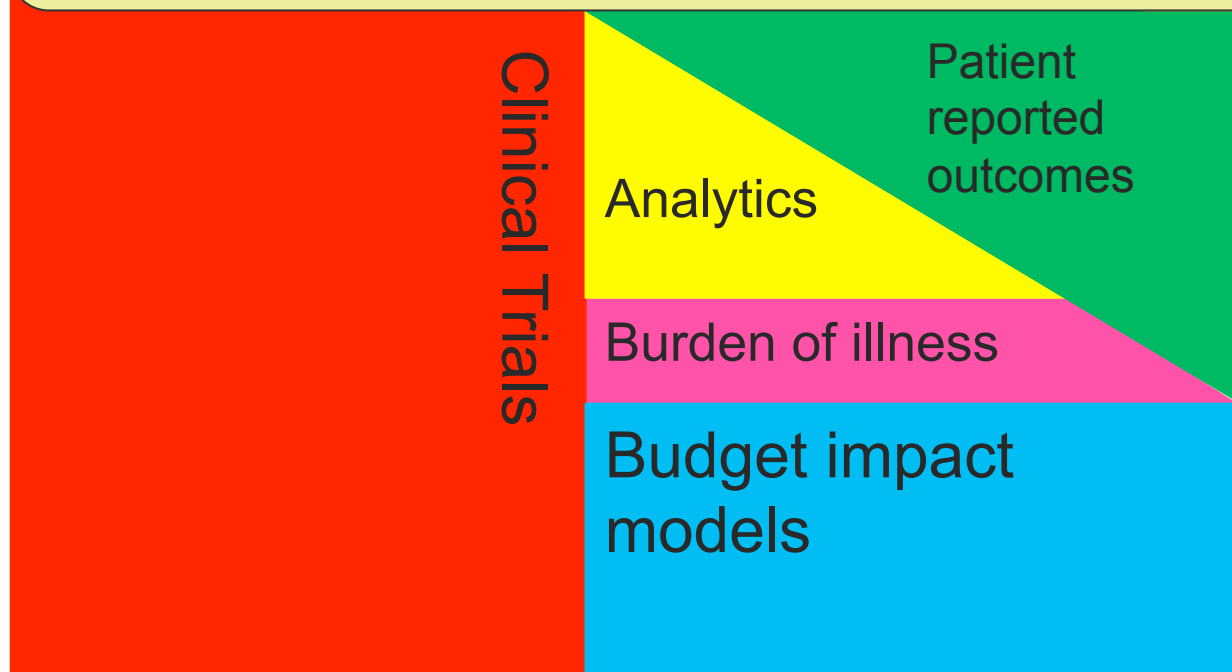 Clinical Trials
Patient
reported
outcomes
Analytics
Burden of illness
Budget impact
models